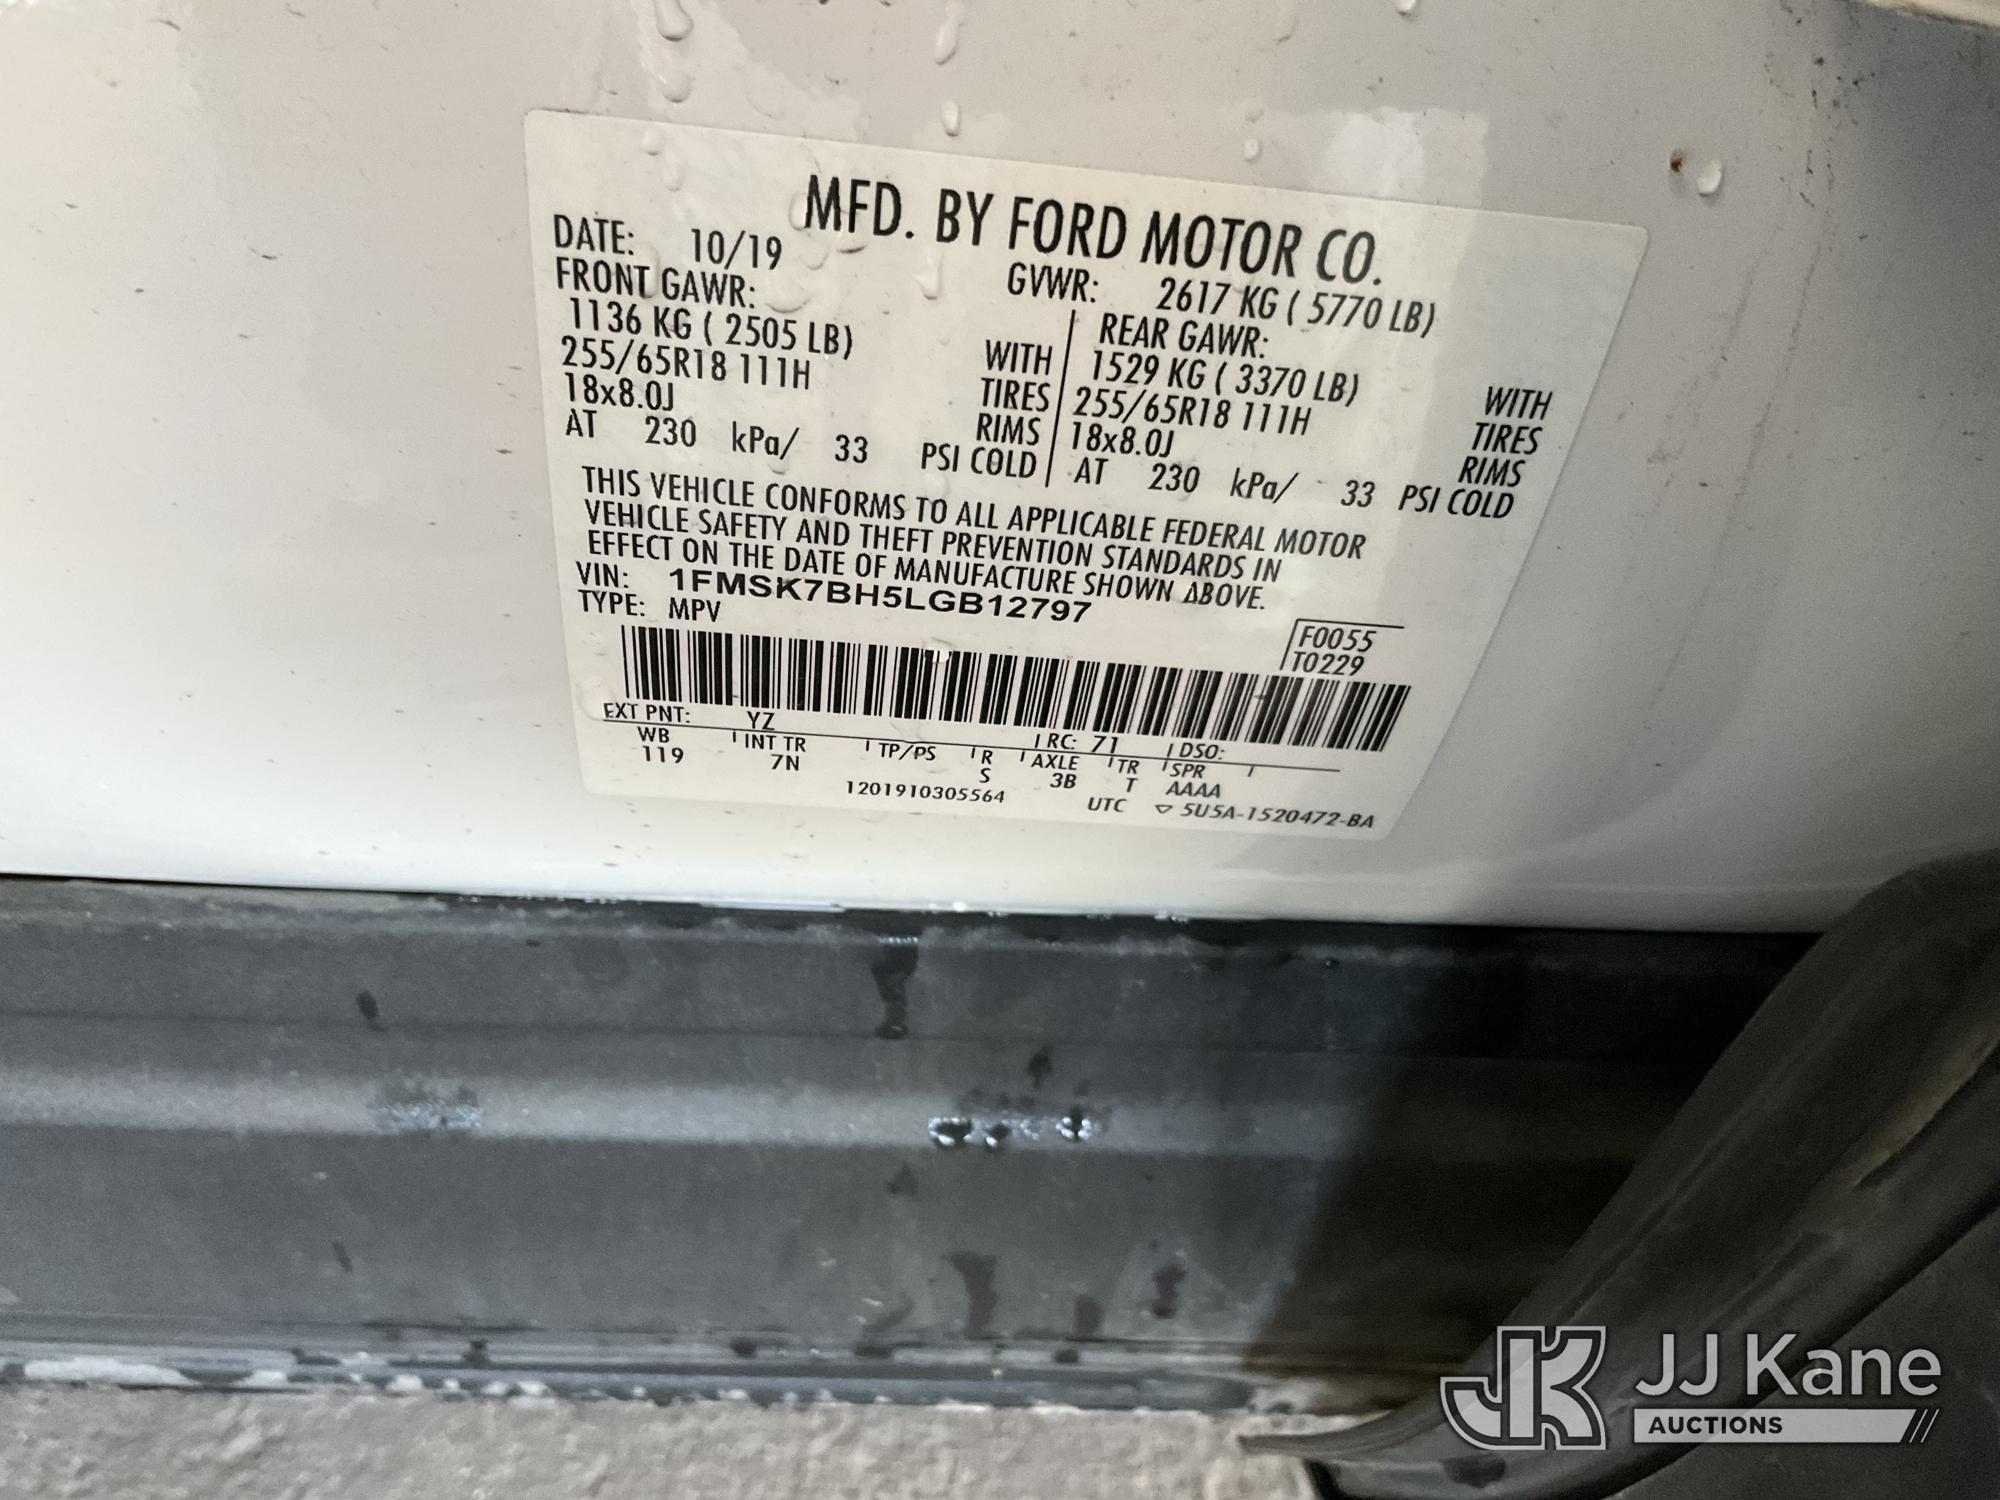 MFD. BY FORD MOTOR CO.
DATE: 10/19 GVWR: 2617 KG ( 5770 LB)
FRONT GAWR: REAR GAWR:
1136 KG ( 2505 LB) WITH 1529 KG ( 3370 LB) WITH
255/65R18 111H TIRES 255/65R18 111H TIRES
18x8.0J RIMS 18x8.0J RIMS
AT 230 kPa/ 33 PSI COLD AT 230 kPa/ 33 PSI COLD
THIS VEHICLE CONFORMS TO ALL APPLICABLE FEDERAL MOTOR
VEHICLE SAFETY AND THEFT PREVENTION STANDARDS IN
EFFECT ON THE DATE OF MANUFACTURE SHOWN ABOVE.
VIN: 1FMSK7BH5LGB12797
TYPE: MPV
F0055
T0229
EXT PNT: YZ RC: 71 DSO:
WB INT TR TP/PS R AXLE TR SPR
119 7N S 3B T AAAA
1201910305564 UTC ▽ 5U5A-1520472-BA
JK
JJ Kane
AUCTIONS